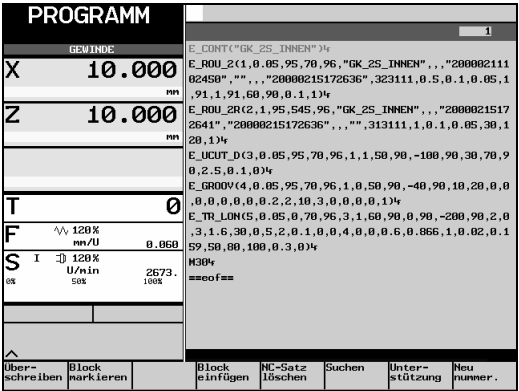 PROGRAMM
1
GEWINDE
X 10.000
MM
Z 10.000
MM
T 0
F 120%
mm/U 0.060
S I 120%
U/min 2673.
0% 50% 100%
E_CONT("GK_2S_INNEN")
E_ROU_2(1,0.05,95,70,96,"GK_2S_INNEN",,,"200002111
02450","",,,"20000215172636",323111,0.5,0.1,0.05,1
,91,1,91,60,90,0.1,1)
E_ROU_2R(2,1,95,545,96,"GK_2S_INNEN",,,"2000021517
2641","20000215172636",,,"",313111,1,0.1,0.05,30,1
20,1)
E_UCUT_D(3,0.05,95,70,96,1,1,50,90,-100,90,30,70,9
0,2.5,0.1,0)
E_GROOV(4,0.05,95,70,96,1,0,50,90,-40,90,10,20,0,0
,0,0,0,0,0,0.2,2,10,3,0,0,0,0,1)
E_TR_LON(5,0.05,0,70,96,3,1,60,90,0,90,-200,90,2,0
,3,1.6,30,0,5,2,0.1,0,0,4,0,0,0.6,0.866,1,0.02,0.1
59,50,80,100,0.3,0)
M30
==eof==
Über-
schreiben
Block
markieren
Block
einfügen
NC-Satz
löschen
Suchen
Unter-
stützung
Neu
nummer.